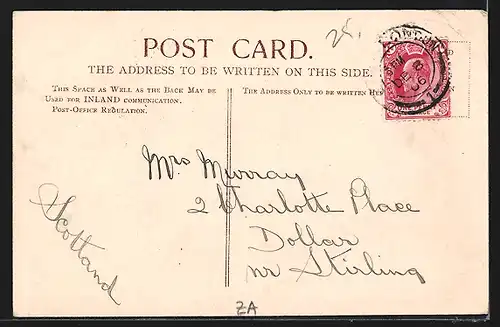 24.
POST CARD.
THE ADDRESS TO BE WRITTEN ON THIS SIDE.
THIS SPACE AS WELL AS THE BACK MAY BE
USED FOR INLAND COMMUNICATION.
POST-OFFICE REGULATION.
THE ADDRESS ONLY TO BE WRITTEN HERE
Mrs Murray
2 Charlotte Place
Dollar
nr Stirling
Scotland
ZA